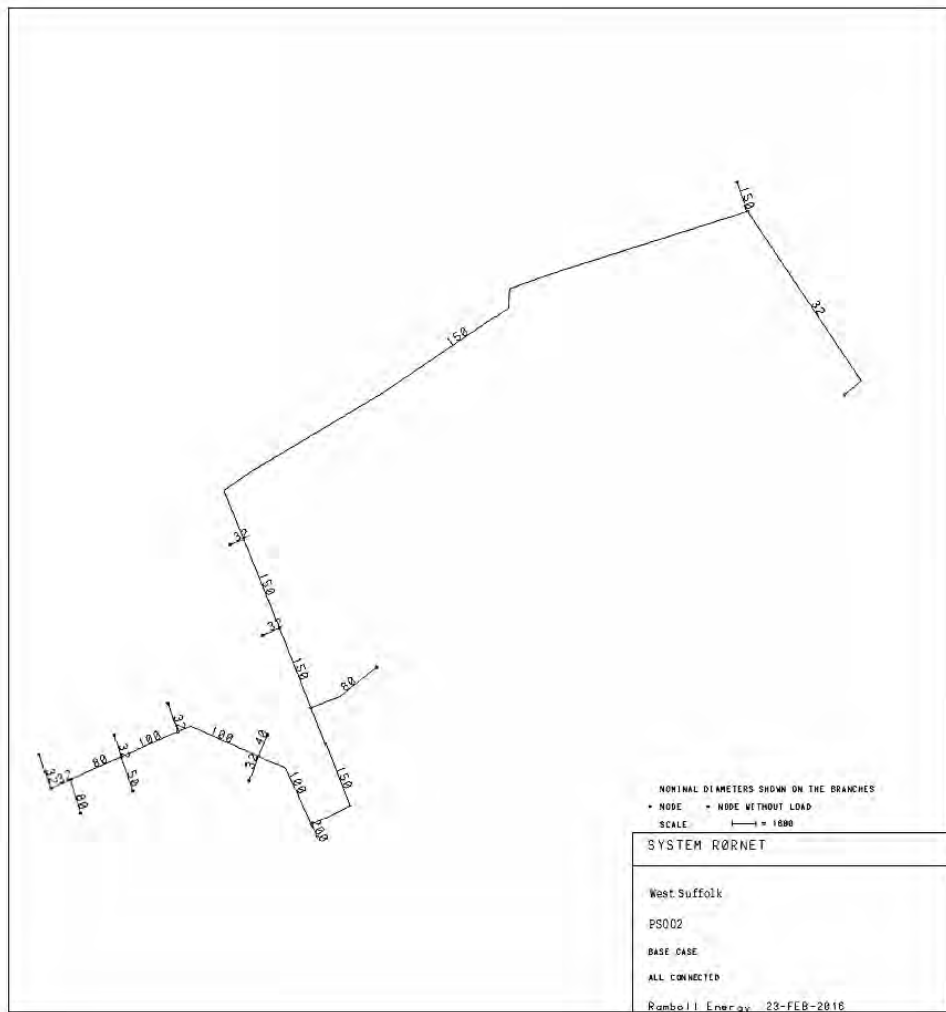 150
32
150
32
150
32
150
80
32
40
100
100
32
80
32
50
32
32
80
100
150
200
NOMINAL DIAMETERS SHOWN ON THE BRANCHES
• NODE • NODE WITHOUT LOAD
SCALE
SYSTEM RØRNET
West Suffolk
PS002
BASE CASE
ALL CONNECTED
Ramboll Energy 23-FEB-2016